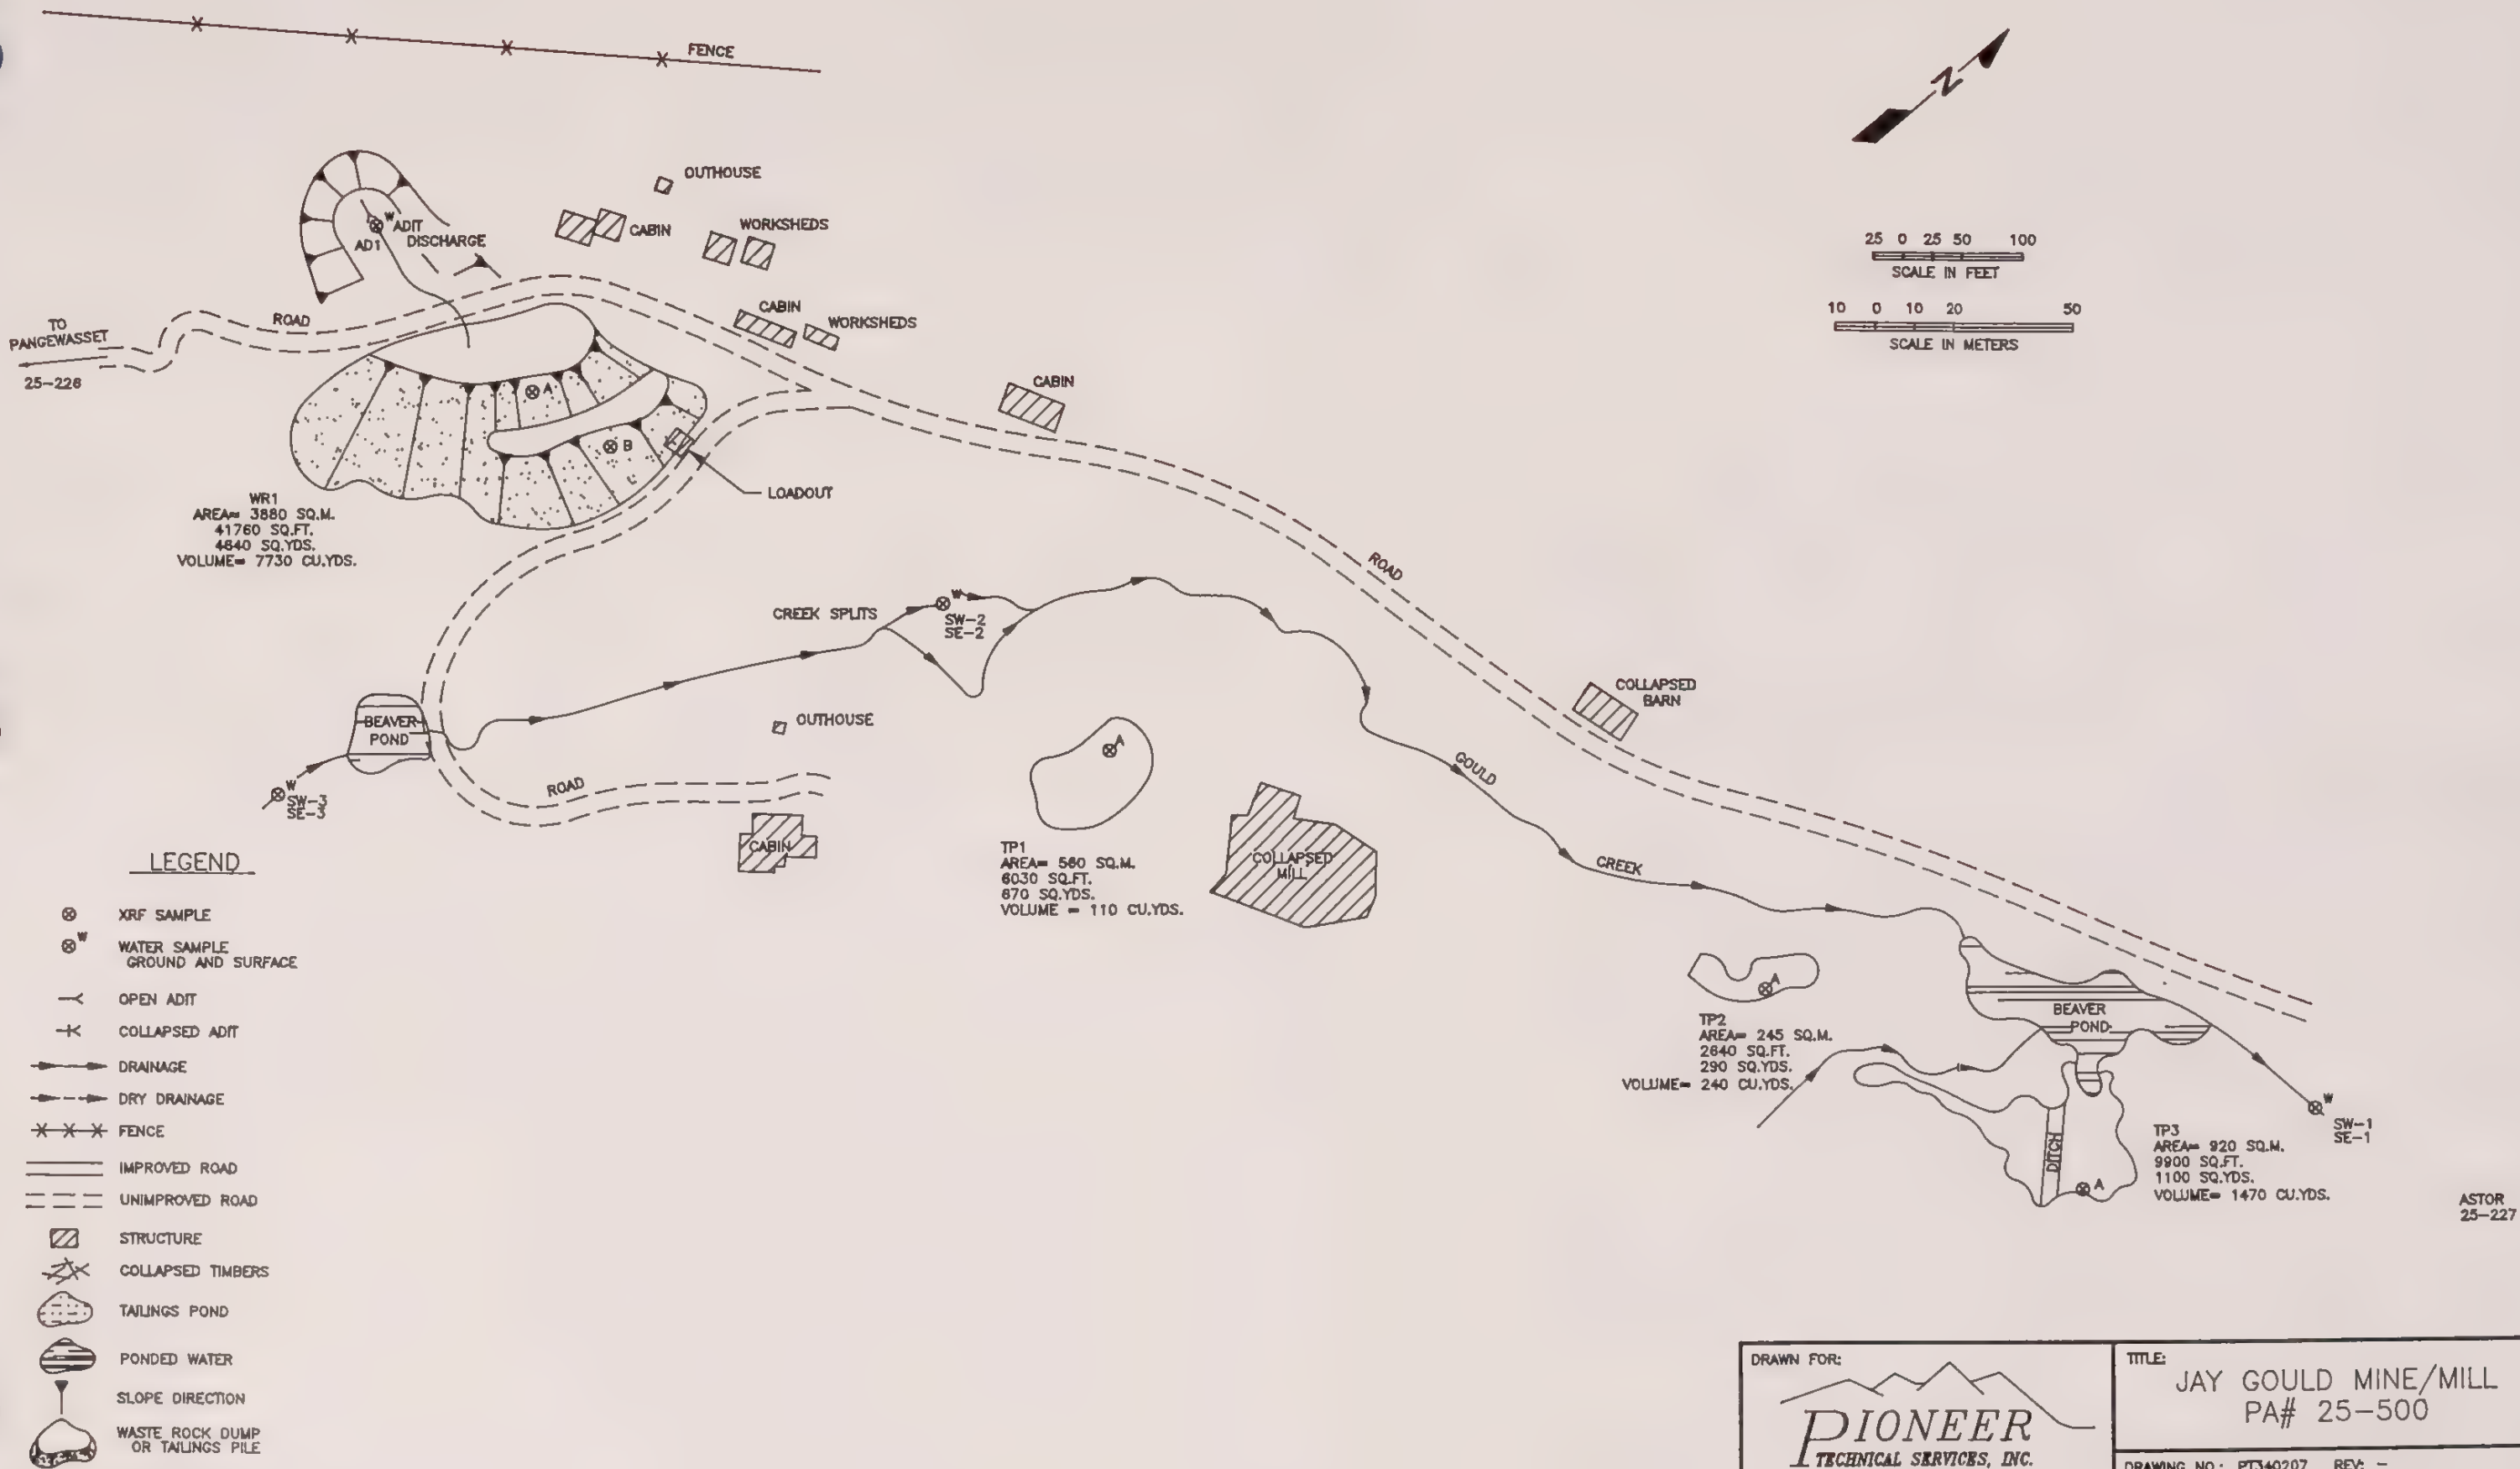 FENCE
N
OUTHOUSE
CABIN
WORKSHEDS
W
ADIT
AD1
DISCHARGE
25 0 25 50 100
SCALE IN FEET
10 0 10 20 50
SCALE IN METERS
TO
PANGEWASSET
25-226
ROAD
CABIN
WORKSHEDS
CABIN
A
B
LOADOUT
WR1
AREA= 3880 SQ.M.
41760 SQ.FT.
4640 SQ.YDS.
VOLUME= 7730 CU.YDS.
ROAD
CREEK SPLITS
W
SW-2
SE-2
COLLAPSED
BARN
BEAVER
POND
OUTHOUSE
A
W
SW-3
SE-3
ROAD
CABIN
GOULD
CREEK
COLLAPSED
MILL
TP1
AREA= 560 SQ.M.
6030 SQ.FT.
670 SQ.YDS.
VOLUME = 110 CU.YDS.
A
TP2
AREA= 245 SQ.M.
2640 SQ.FT.
290 SQ.YDS.
VOLUME= 240 CU.YDS.
BEAVER
POND
W
SW-1
SE-1
DITCH
A
TP3
AREA= 920 SQ.M.
9900 SQ.FT.
1100 SQ.YDS.
VOLUME= 1470 CU.YDS.
ASTOR
25-227
LEGEND
XRF SAMPLE
W
WATER SAMPLE
GROUND AND SURFACE
OPEN ADIT
COLLAPSED ADIT
DRAINAGE
DRY DRAINAGE
FENCE
IMPROVED ROAD
UNIMPROVED ROAD
STRUCTURE
COLLAPSED TIMBERS
TAILINGS POND
PONDED WATER
SLOPE DIRECTION
WASTE ROCK DUMP
OR TAILINGS PILE
DRAWN FOR:
PIONEER
TECHNICAL SERVICES, INC.
TITLE:
JAY GOULD MINE/MILL
PA# 25-500
DRAWING NO.: PT340207 REV: -